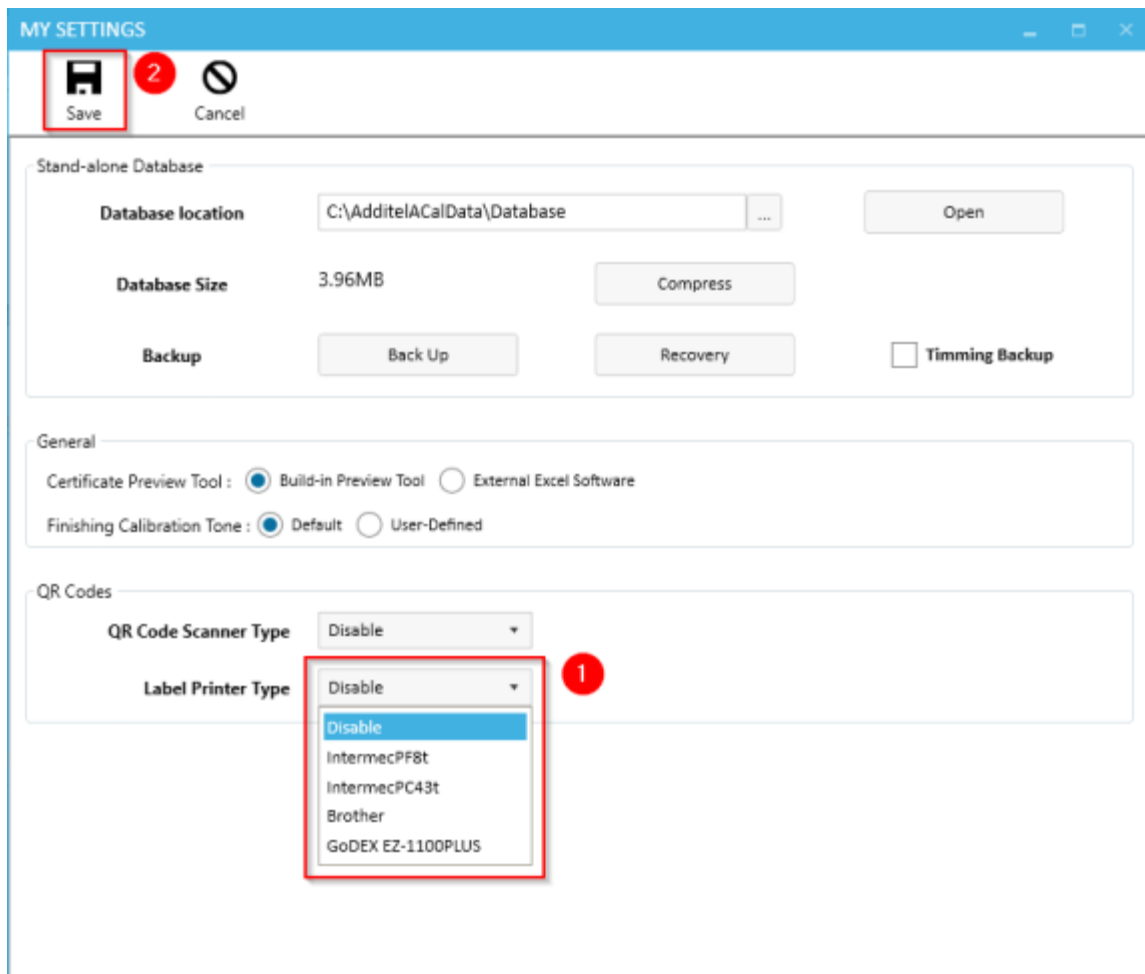 MY SETTINGS
2
Save
Cancel
Stand-alone Database
Database location C:\AdditelACalData\Database ... Open
Database Size 3.96MB Compress
Backup Back Up Recovery Timming Backup
General
Certificate Preview Tool : Build-in Preview Tool External Excel Software
Finishing Calibration Tone : Default User-Defined
QR Codes
QR Code Scanner Type Disable
Label Printer Type Disable 1
Disable
IntermecPF8t
IntermecPC43t
Brother
GoDEX EZ-1100PLUS